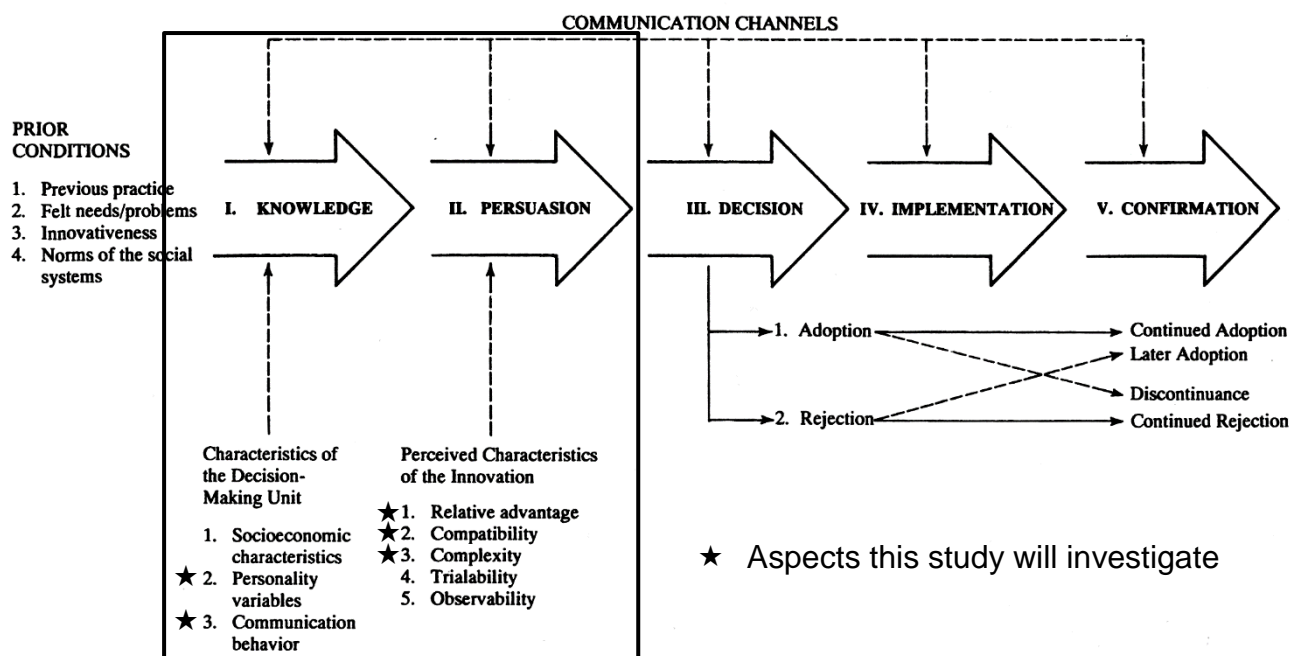 COMMUNICATION CHANNELS
PRIOR
CONDITIONS
1. Previous practice
2. Felt needs/problems
3. Innovativeness
4. Norms of the social
systems
I. KNOWLEDGE
II. PERSUASION
III. DECISION
IV. IMPLEMENTATION
V. CONFIRMATION
1. Adoption
2. Rejection
Continued Adoption
Later Adoption
Discontinuance
Continued Rejection
Characteristics of
the Decision-
Making Unit
1. Socioeconomic
characteristics
★ 2. Personality
variables
★ 3. Communication
behavior
Perceived Characteristics
of the Innovation
★ 1. Relative advantage
★ 2. Compatibility
★ 3. Complexity
4. Trialability
5. Observability
★ Aspects this study will investigate